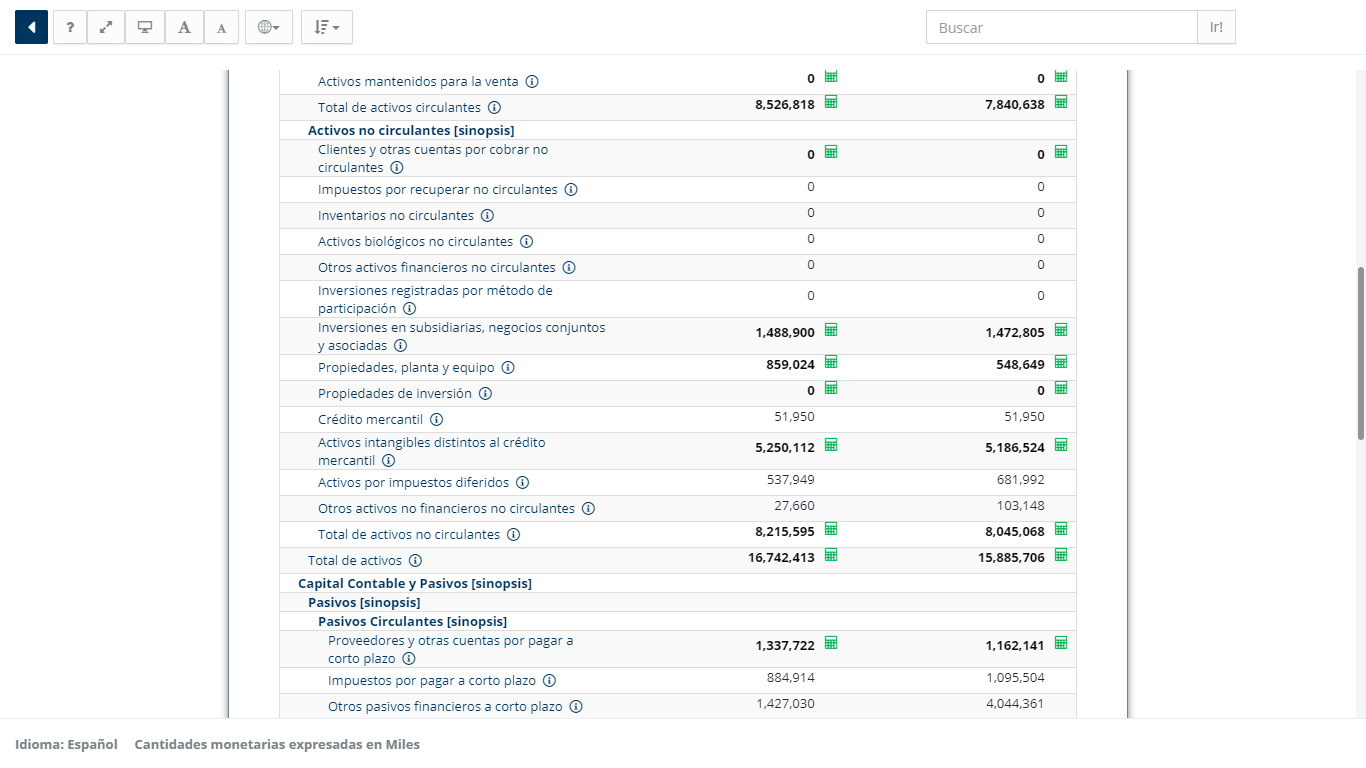 ?
A
A
Buscar
Ir!
Activos mantenidos para la venta 0 0
Total de activos circulantes 8,526,818 7,840,638
Activos no circulantes [sinopsis]
Clientes y otras cuentas por cobrar no
circulantes 0 0
Impuestos por recuperar no circulantes 0 0
Inventarios no circulantes 0 0
Activos biológicos no circulantes 0 0
Otros activos financieros no circulantes 0 0
Inversiones registradas por método de
participación 0 0
Inversiones en subsidiarias, negocios conjuntos
y asociadas 1,488,900 1,472,805
Propiedades, planta y equipo 859,024 548,649
Propiedades de inversión 0 0
Crédito mercantil 51,950 51,950
Activos intangibles distintos al crédito
mercantil 5,250,112 5,186,524
Activos por impuestos diferidos 537,949 681,992
Otros activos no financieros no circulantes 27,660 103,148
Total de activos no circulantes 8,215,595 8,045,068
Total de activos 16,742,413 15,885,706
Capital Contable y Pasivos [sinopsis]
Pasivos [sinopsis]
Pasivos Circulantes [sinopsis]
Proveedores y otras cuentas por pagar a
corto plazo 1,337,722 1,162,141
Impuestos por pagar a corto plazo 884,914 1,095,504
Otros pasivos financieros a corto plazo 1,427,030 4,044,361
Idioma: Español Cantidades monetarias expresadas en Miles